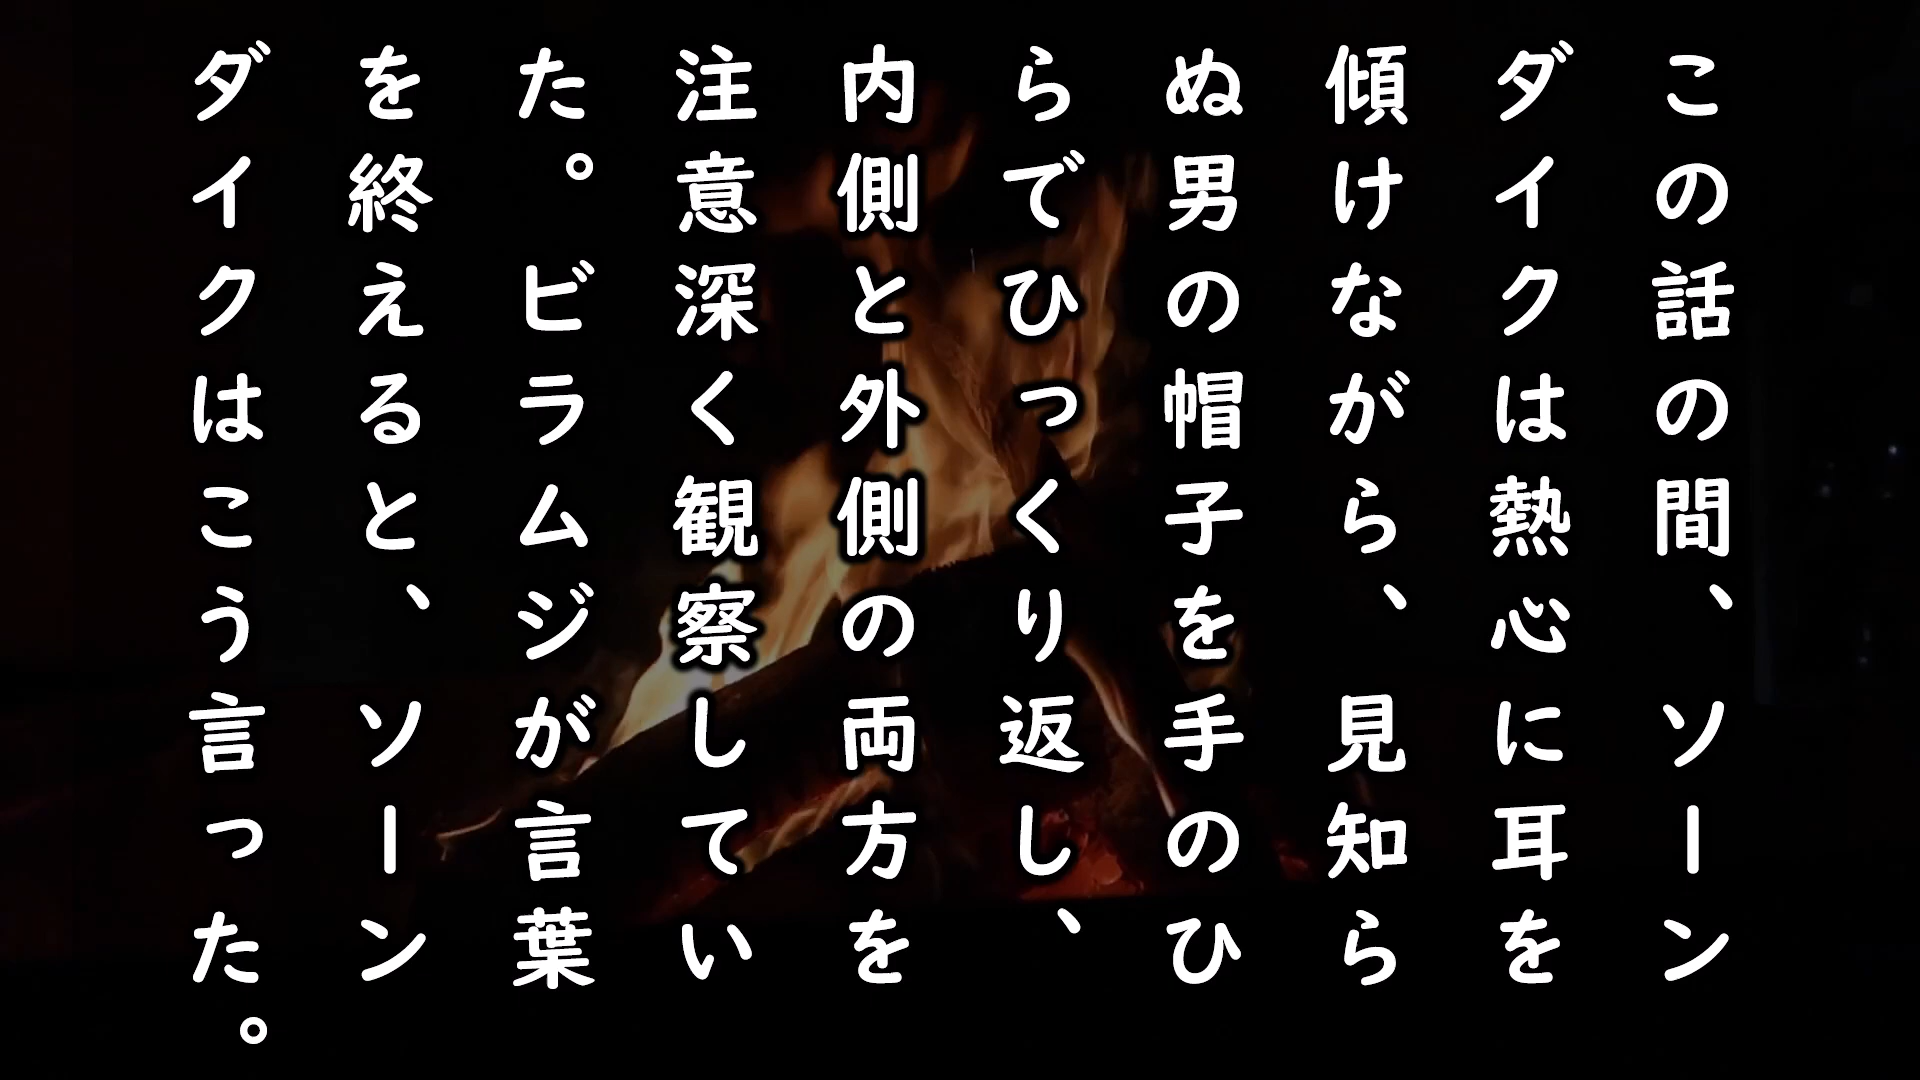 この話の間、ソーン
ダイクは熱心に耳を
傾けながら、見知ら
ぬ男の帽子を手のひ
らでひっくり返し、
内側と外側の両方を
注意深く観察してい
た。ビラムジが言葉
を終えると、ソーン
ダイクはこう言った。